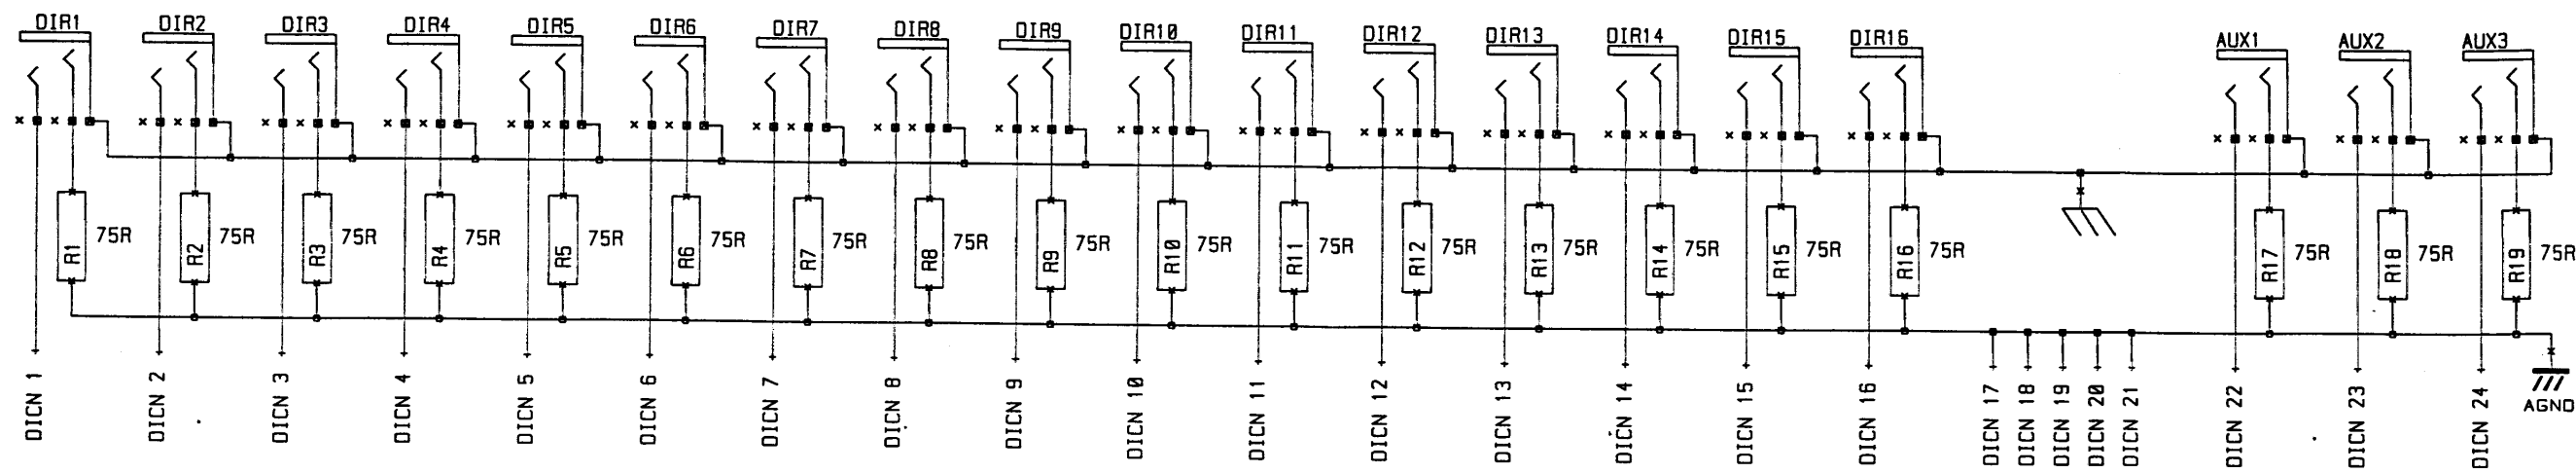 DIR1 DIR2 DIR3 DIR4 DIR5 DIR6 DIR7 DIR8 DIR9 DIR10 DIR11 DIR12 DIR13 DIR14 DIR15 DIR16 AUX1 AUX2 AUX3
R1 75R R2 75R R3 75R R4 75R R5 75R R6 75R R7 75R R8 75R R9 75R R10 75R R11 75R R12 75R R13 75R R14 75R R15 75R R16 75R R17 75R R18 75R R19 75R
DICN 1
DICN 2
DICN 3
DICN 4
DICN 5
DICN 6
DICN 7
DICN 8
DICN 9
DICN 10
DICN 11
DICN 12
DICN 13
DICN 14
DICN 15
DICN 16
DICN 17
DICN 18
DICN 19
DICN 20
DICN 21
DICN 22
DICN 23
DICN 24
AGND